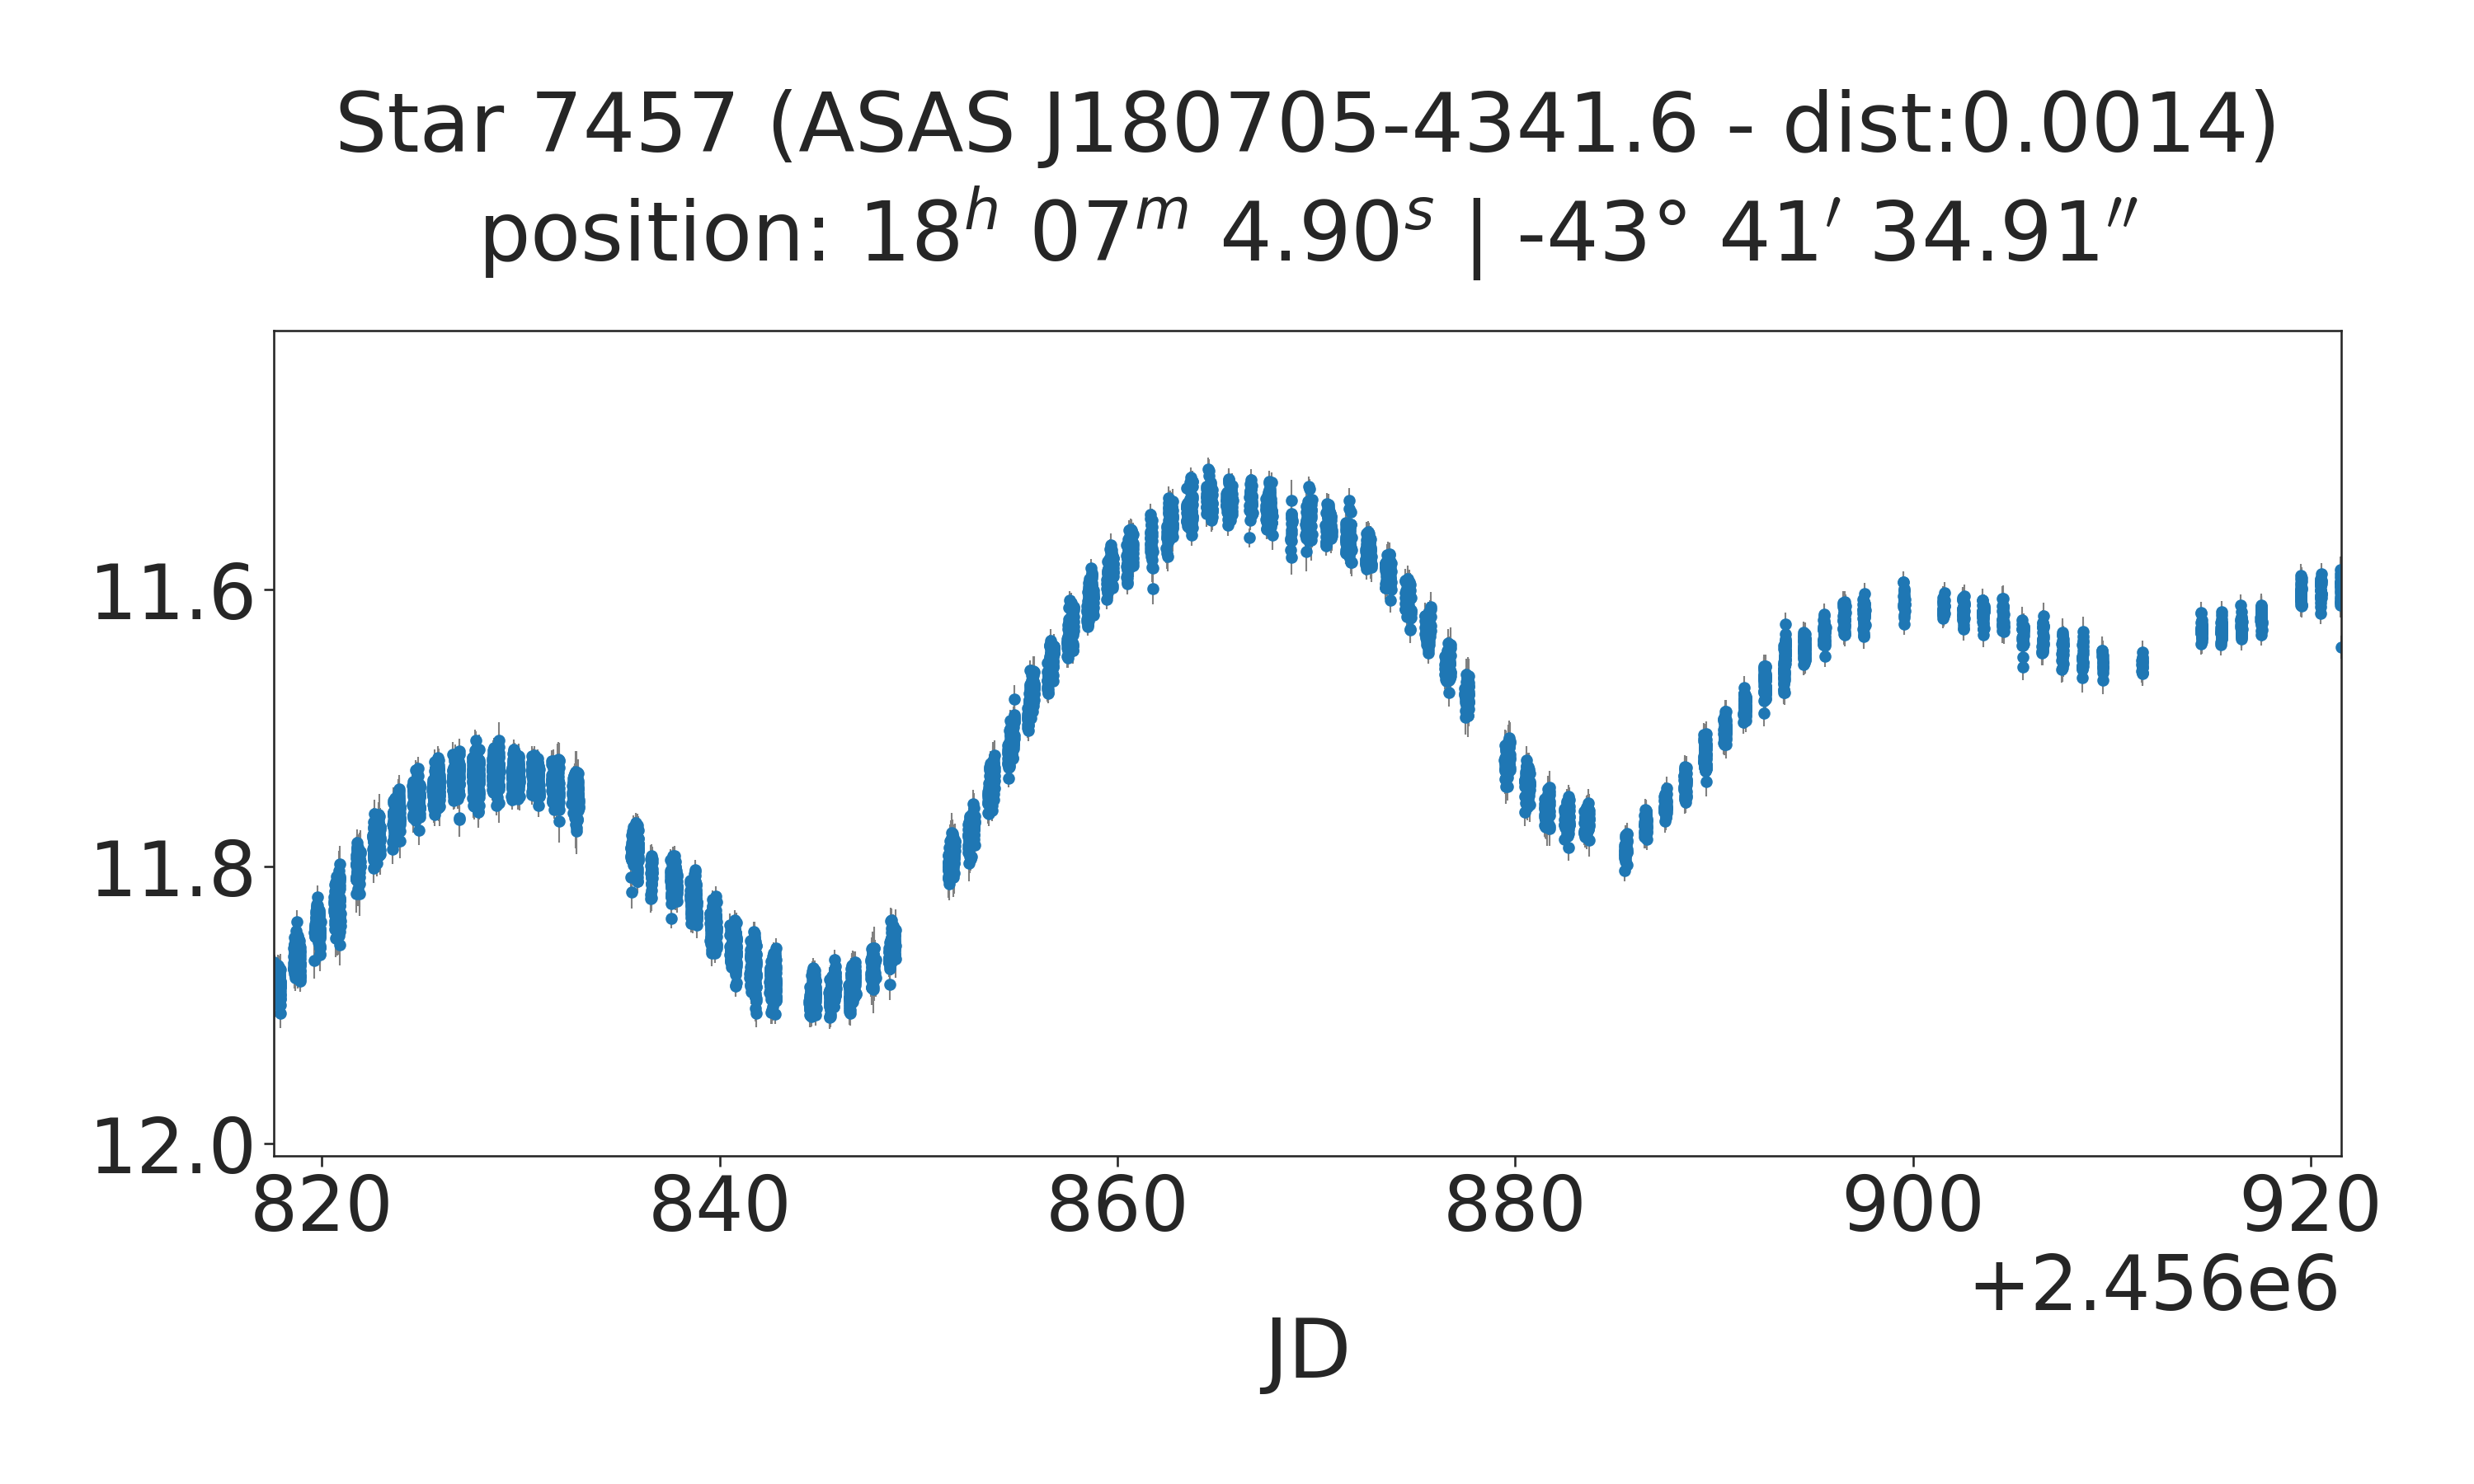 Star 7457 (ASAS J180705-4341.6 - dist:0.0014)
position: 18ʰ 07ᵐ 4.90ˢ | -43° 41′ 34.91″
11.6
11.8
12.0
820 840 860 880 900 920
+2.456e6
JD